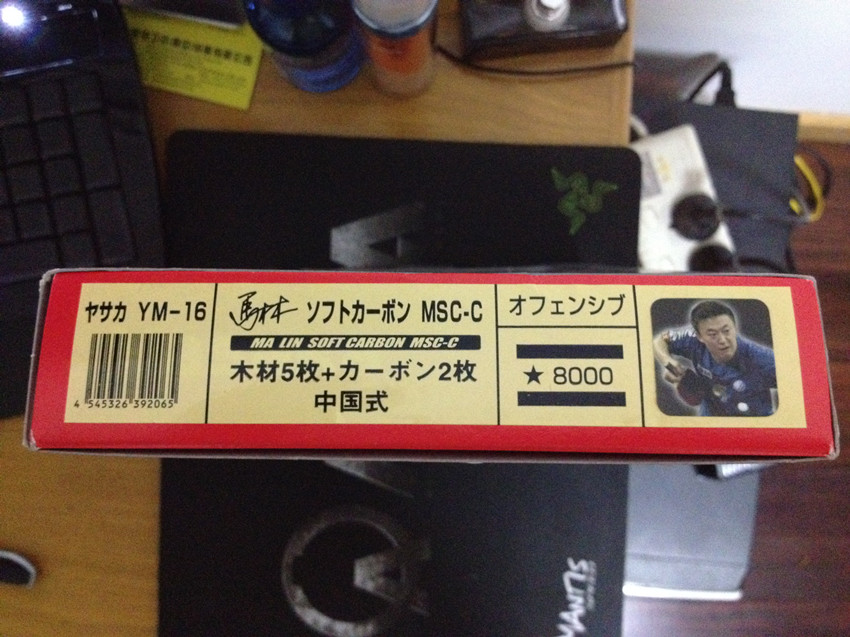 ヤサカ YM-16
4 545326 392065
馬林 ソフトカーボン MSC-C
MA LIN SOFT CARBON MSC-C
木材5枚+カーボン2枚
中国式
オフェンシブ
★ 8000
MANTIS